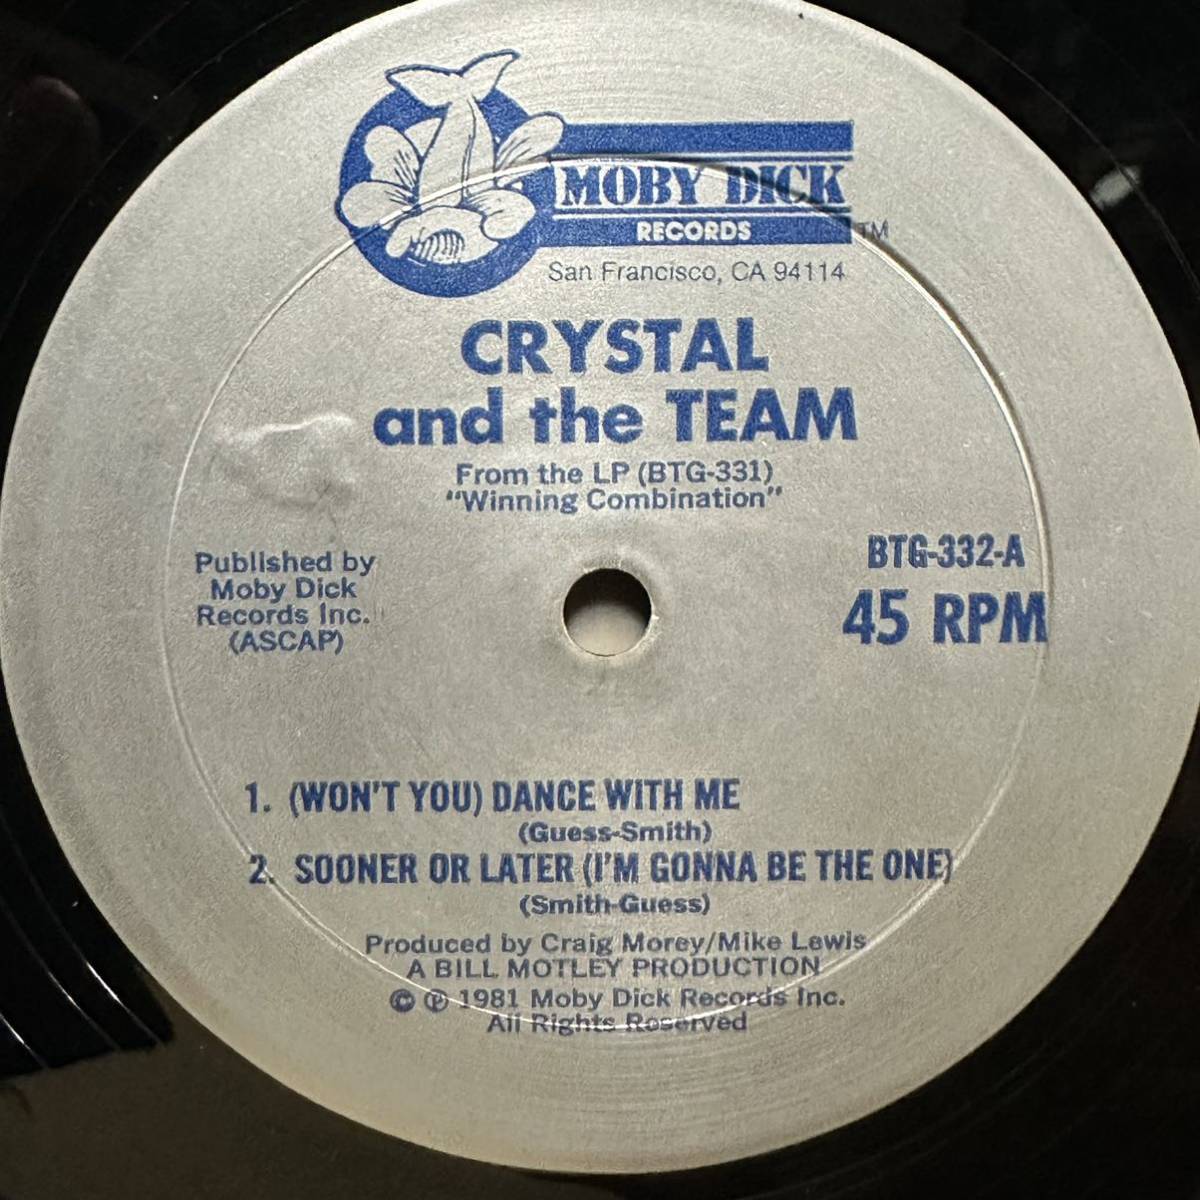 MOBY DICK
RECORDS
TM
San Francisco, CA 94114
CRYSTAL
and the TEAM
From the LP (BTG-331)
"Winning Combination"
Published by
Moby Dick
Records Inc.
(ASCAP)
BTG-332-A
45 RPM
1. (WON'T YOU) DANCE WITH ME
(Guess-Smith)
2. SOONER OR LATER (I'M GONNA BE THE ONE)
(Smith-Guess)
Produced by Craig Morey/Mike Lewis
A BILL MOTLEY PRODUCTION
© ℗ 1981 Moby Dick Records Inc.
All Rights Reserved